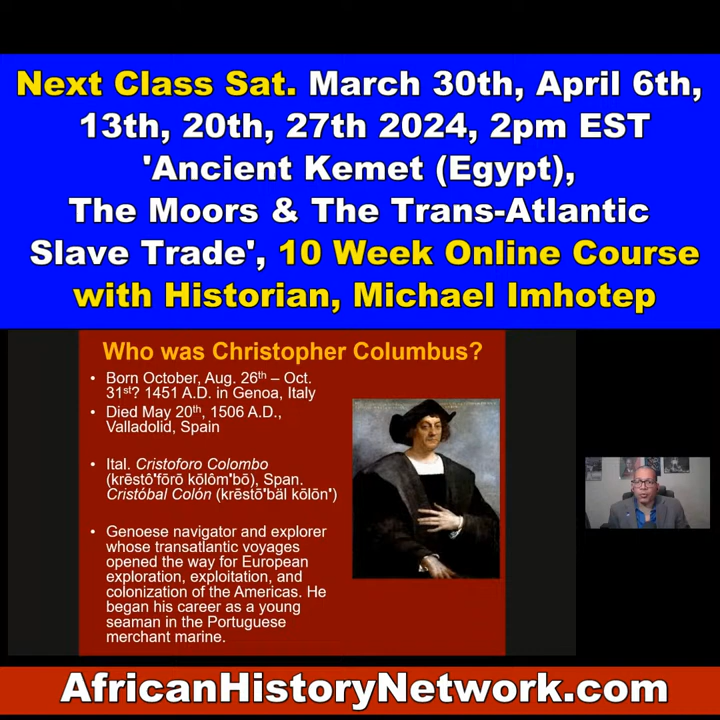 Next Class Sat. March 30th, April 6th,
13th, 20th, 27th 2024, 2pm EST
'Ancient Kemet (Egypt),
The Moors & The Trans-Atlantic
Slave Trade', 10 Week Online Course
with Historian, Michael Imhotep
Who was Christopher Columbus?
• Born October, Aug. 26th – Oct.
31st? 1451 A.D. in Genoa, Italy
• Died May 20th, 1506 A.D.,
Valladolid, Spain
• Ital. Cristoforo Colombo
(krēstô'fōrō kōlôm'bō), Span.
Cristóbal Colón (krēstō'bäl kōlōn')
• Genoese navigator and explorer
whose transatlantic voyages
opened the way for European
exploration, exploitation, and
colonization of the Americas. He
began his career as a young
seaman in the Portuguese
merchant marine.
AfricanHistoryNetwork.com